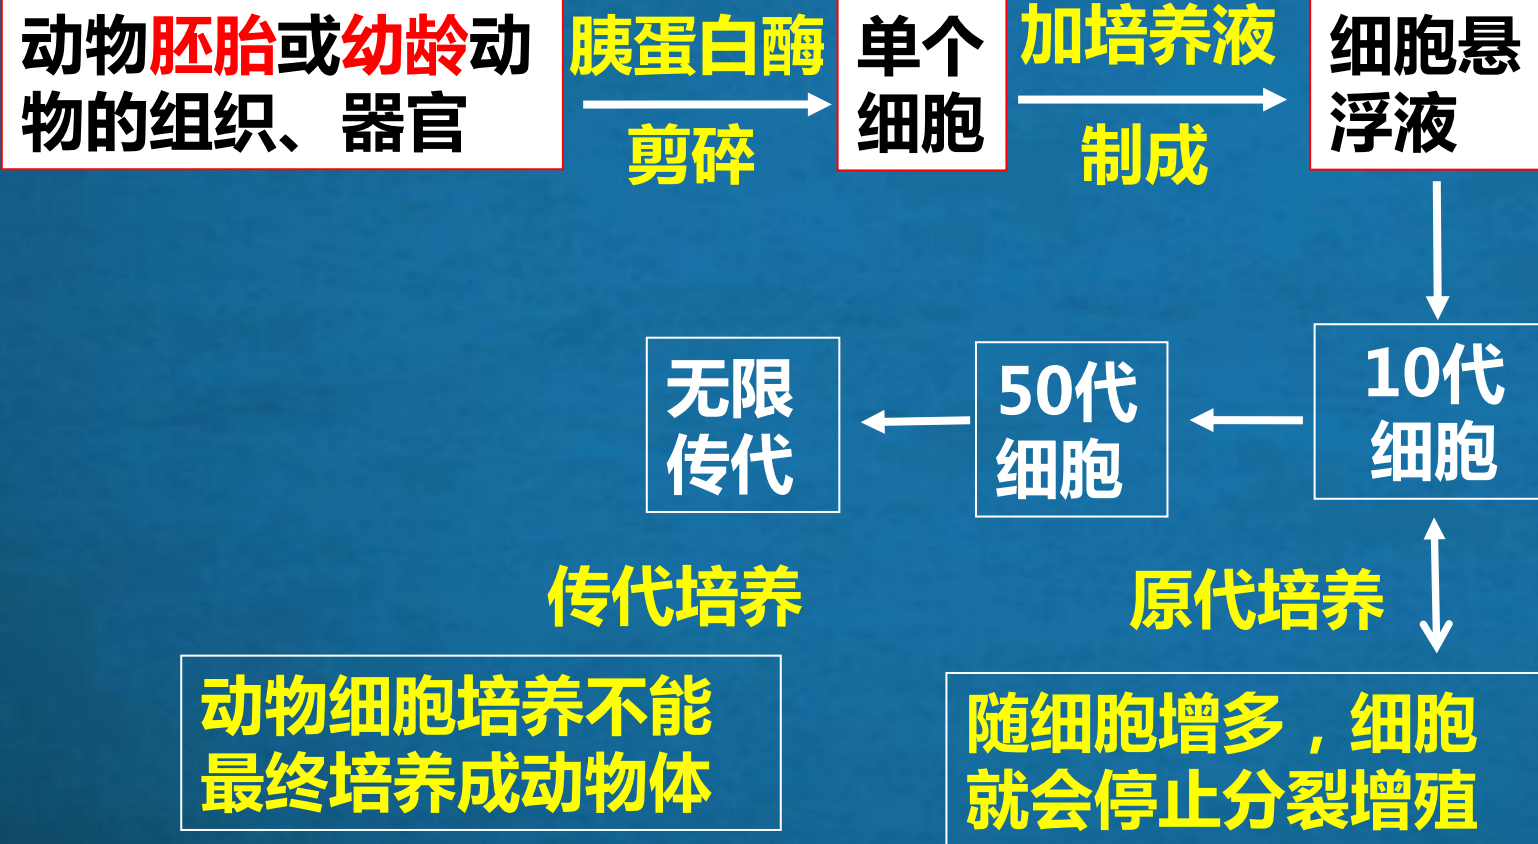 动物胚胎或幼龄动
物的组织、器官
胰蛋白酶
剪碎
单个
细胞
加培养液
制成
细胞悬
浮液
10代
细胞
50代
细胞
无限
传代
传代培养
原代培养
动物细胞培养不能
最终培养成动物体
随细胞增多，细胞
就会停止分裂增殖